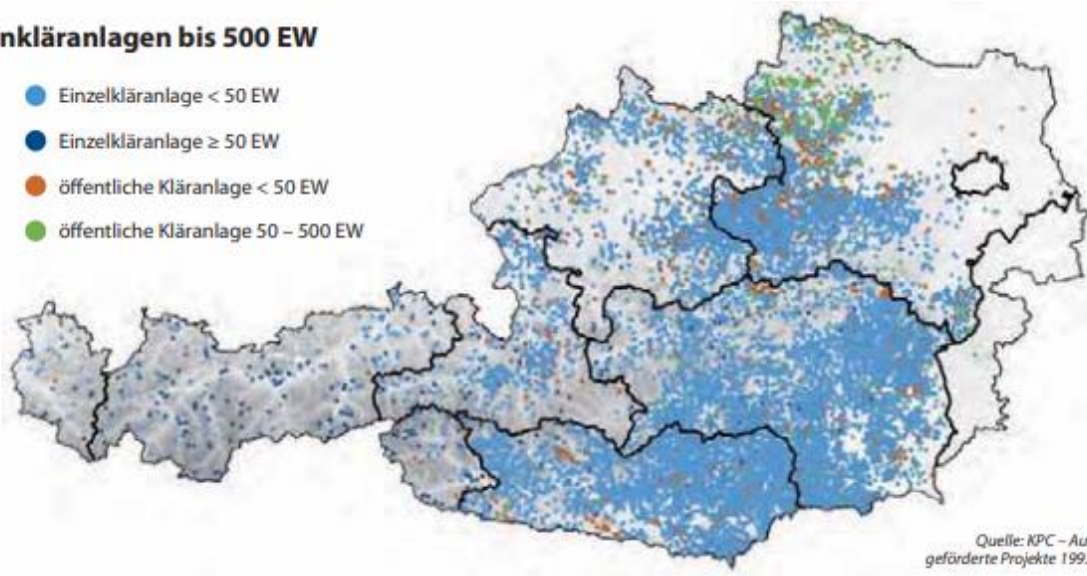 nkläranlagen bis 500 EW
Einzelkläranlage < 50 EW
Einzelkläranlage ≥ 50 EW
öffentliche Kläranlage < 50 EW
öffentliche Kläranlage 50 – 500 EW
Quelle: KPC – Au
geförderte Projekte 199